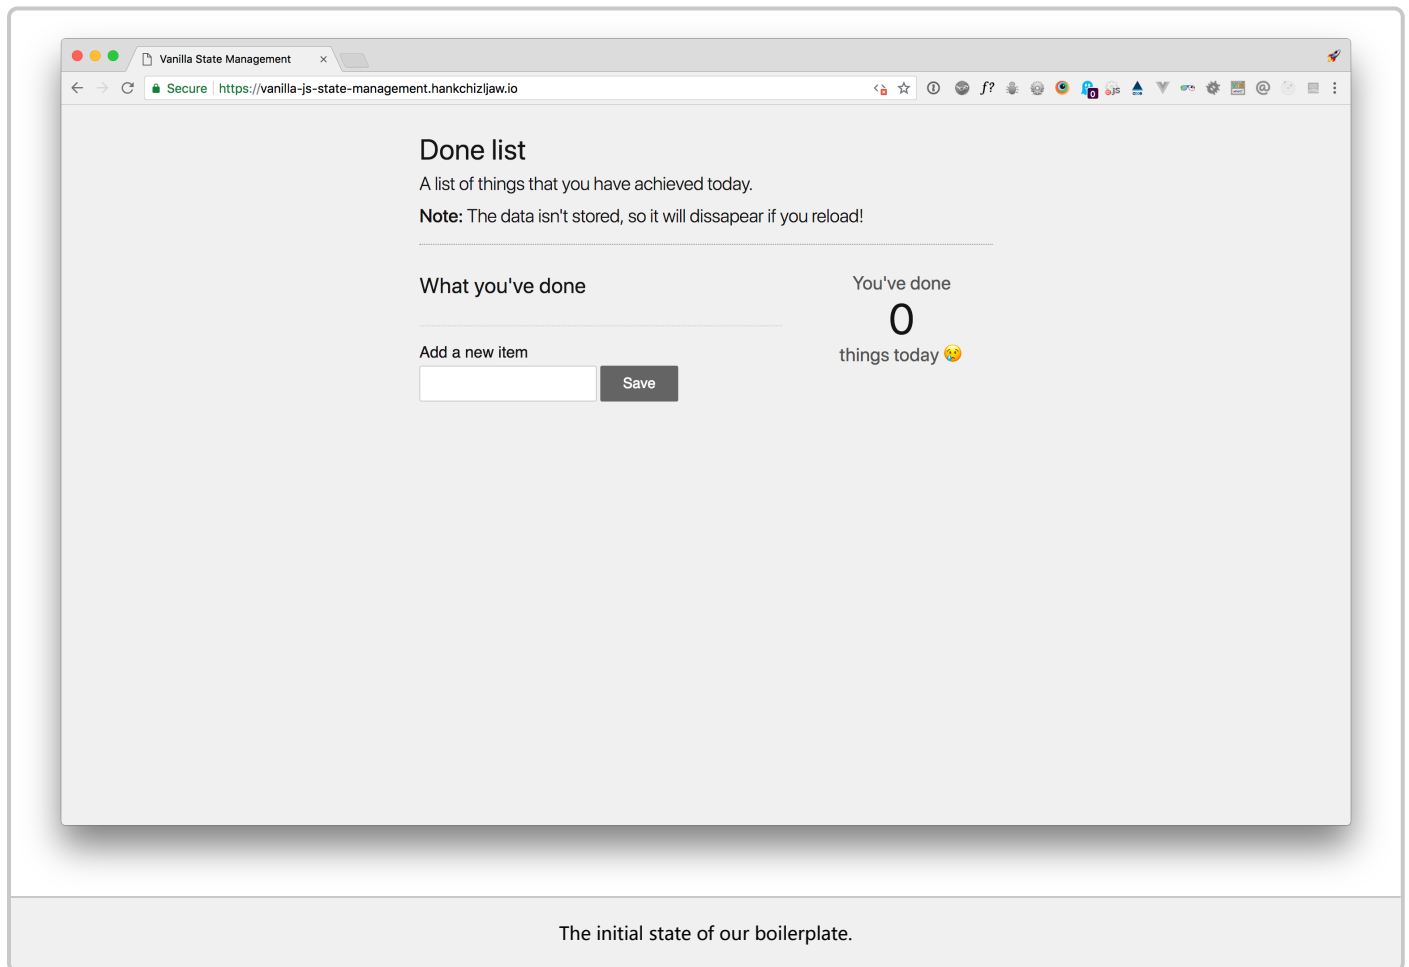 Vanilla State Management
Secure https://vanilla-js-state-management.hankchizljaw.io
f?
0
js
@
Done list
A list of things that you have achieved today.
Note: The data isn't stored, so it will dissapear if you reload!
What you've done
You've done
0
things today 😢
Add a new item
Save
The initial state of our boilerplate.